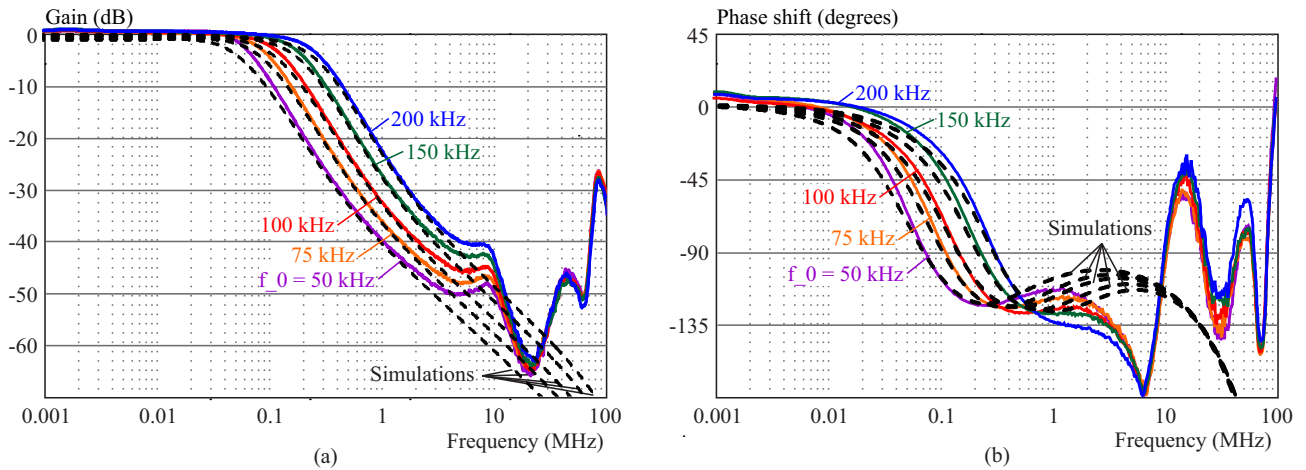 Gain (dB)
0
-10
-20
-30
-40
-50
-60
200 kHz
150 kHz
100 kHz
75 kHz
f_0 = 50 kHz
Simulations
0.001
0.01
0.1
1
10
100
Frequency (MHz)
(a)
Phase shift (degrees)
45
0
-45
-90
-135
200 kHz
150 kHz
100 kHz
75 kHz
f_0 = 50 kHz
Simulations
0.001
0.01
0.1
1
10
100
Frequency (MHz)
(b)